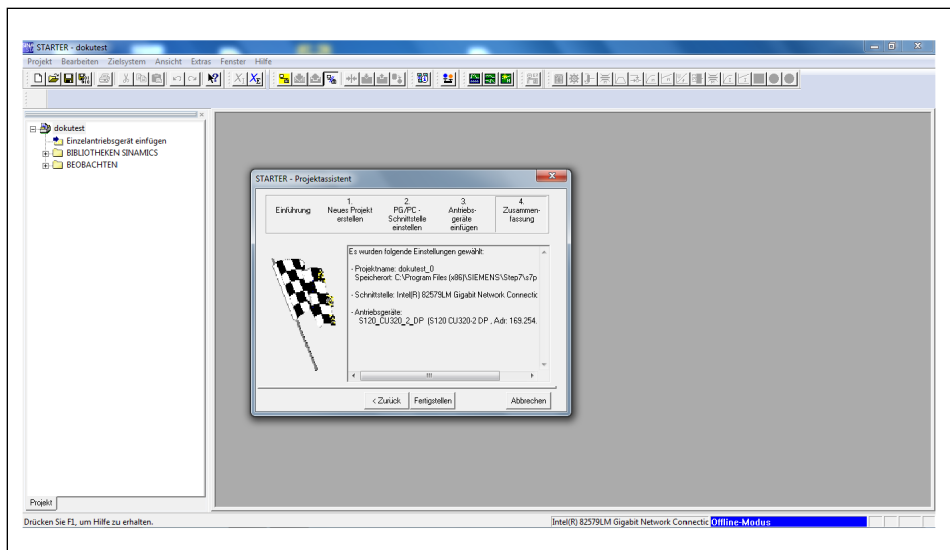 STARTER - dokutest
Projekt Bearbeiten Zielsystem Ansicht Extras Fenster Hilfe
dokutest
Einzelantriebsgerät einfügen
BIBLIOTHEKEN SINAMICS
BEOBACHTEN
STARTER - Projektassistent
Einführung
1.
Neues Projekt
erstellen
2.
PG/PC -
Schnittstelle
einstellen
3.
Antriebs-
geräte
einfügen
4.
Zusammen-
fassung
Es wurden folgende Einstellungen gewählt:
- Projektname: dokutest_0
Speicherort: C:\Program Files (x86)\SIEMENS\Step7\s7p
- Schnittstelle: Intel(R) 82579LM Gigabit Network Connectic
- Antriebsgeräte:
S120_CU320_2_DP (S120 CU320-2 DP , Adr: 169.254.
< Zurück Fertigstellen Abbrechen
Projekt
Drücken Sie F1, um Hilfe zu erhalten.
Intel(R) 82579LM Gigabit Network Connectic Offline-Modus